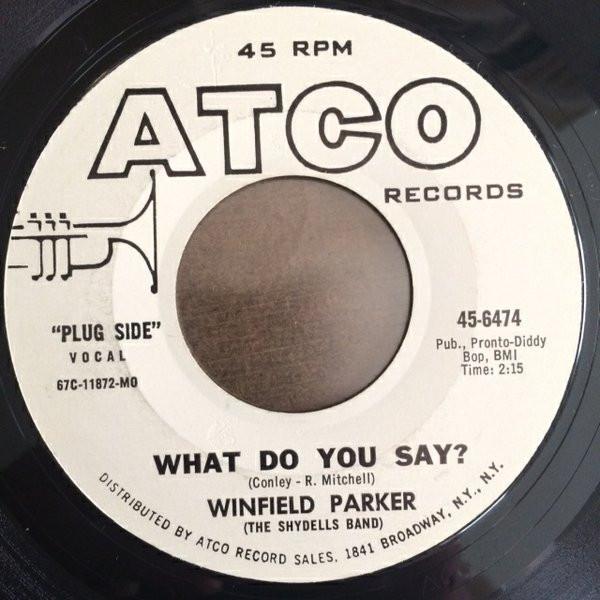 45 RPM
ATCO
RECORDS
"PLUG SIDE"
VOCAL
67C-11872-MO
45-6474
Pub., Pronto-Diddy
Bop, BMI
Time: 2:15
WHAT DO YOU SAY?
(Conley - R. Mitchell)
WINFIELD PARKER
(THE SHYDELLS BAND)
DISTRIBUTED BY ATCO RECORD SALES, 1841 BROADWAY, N.Y., N.Y.